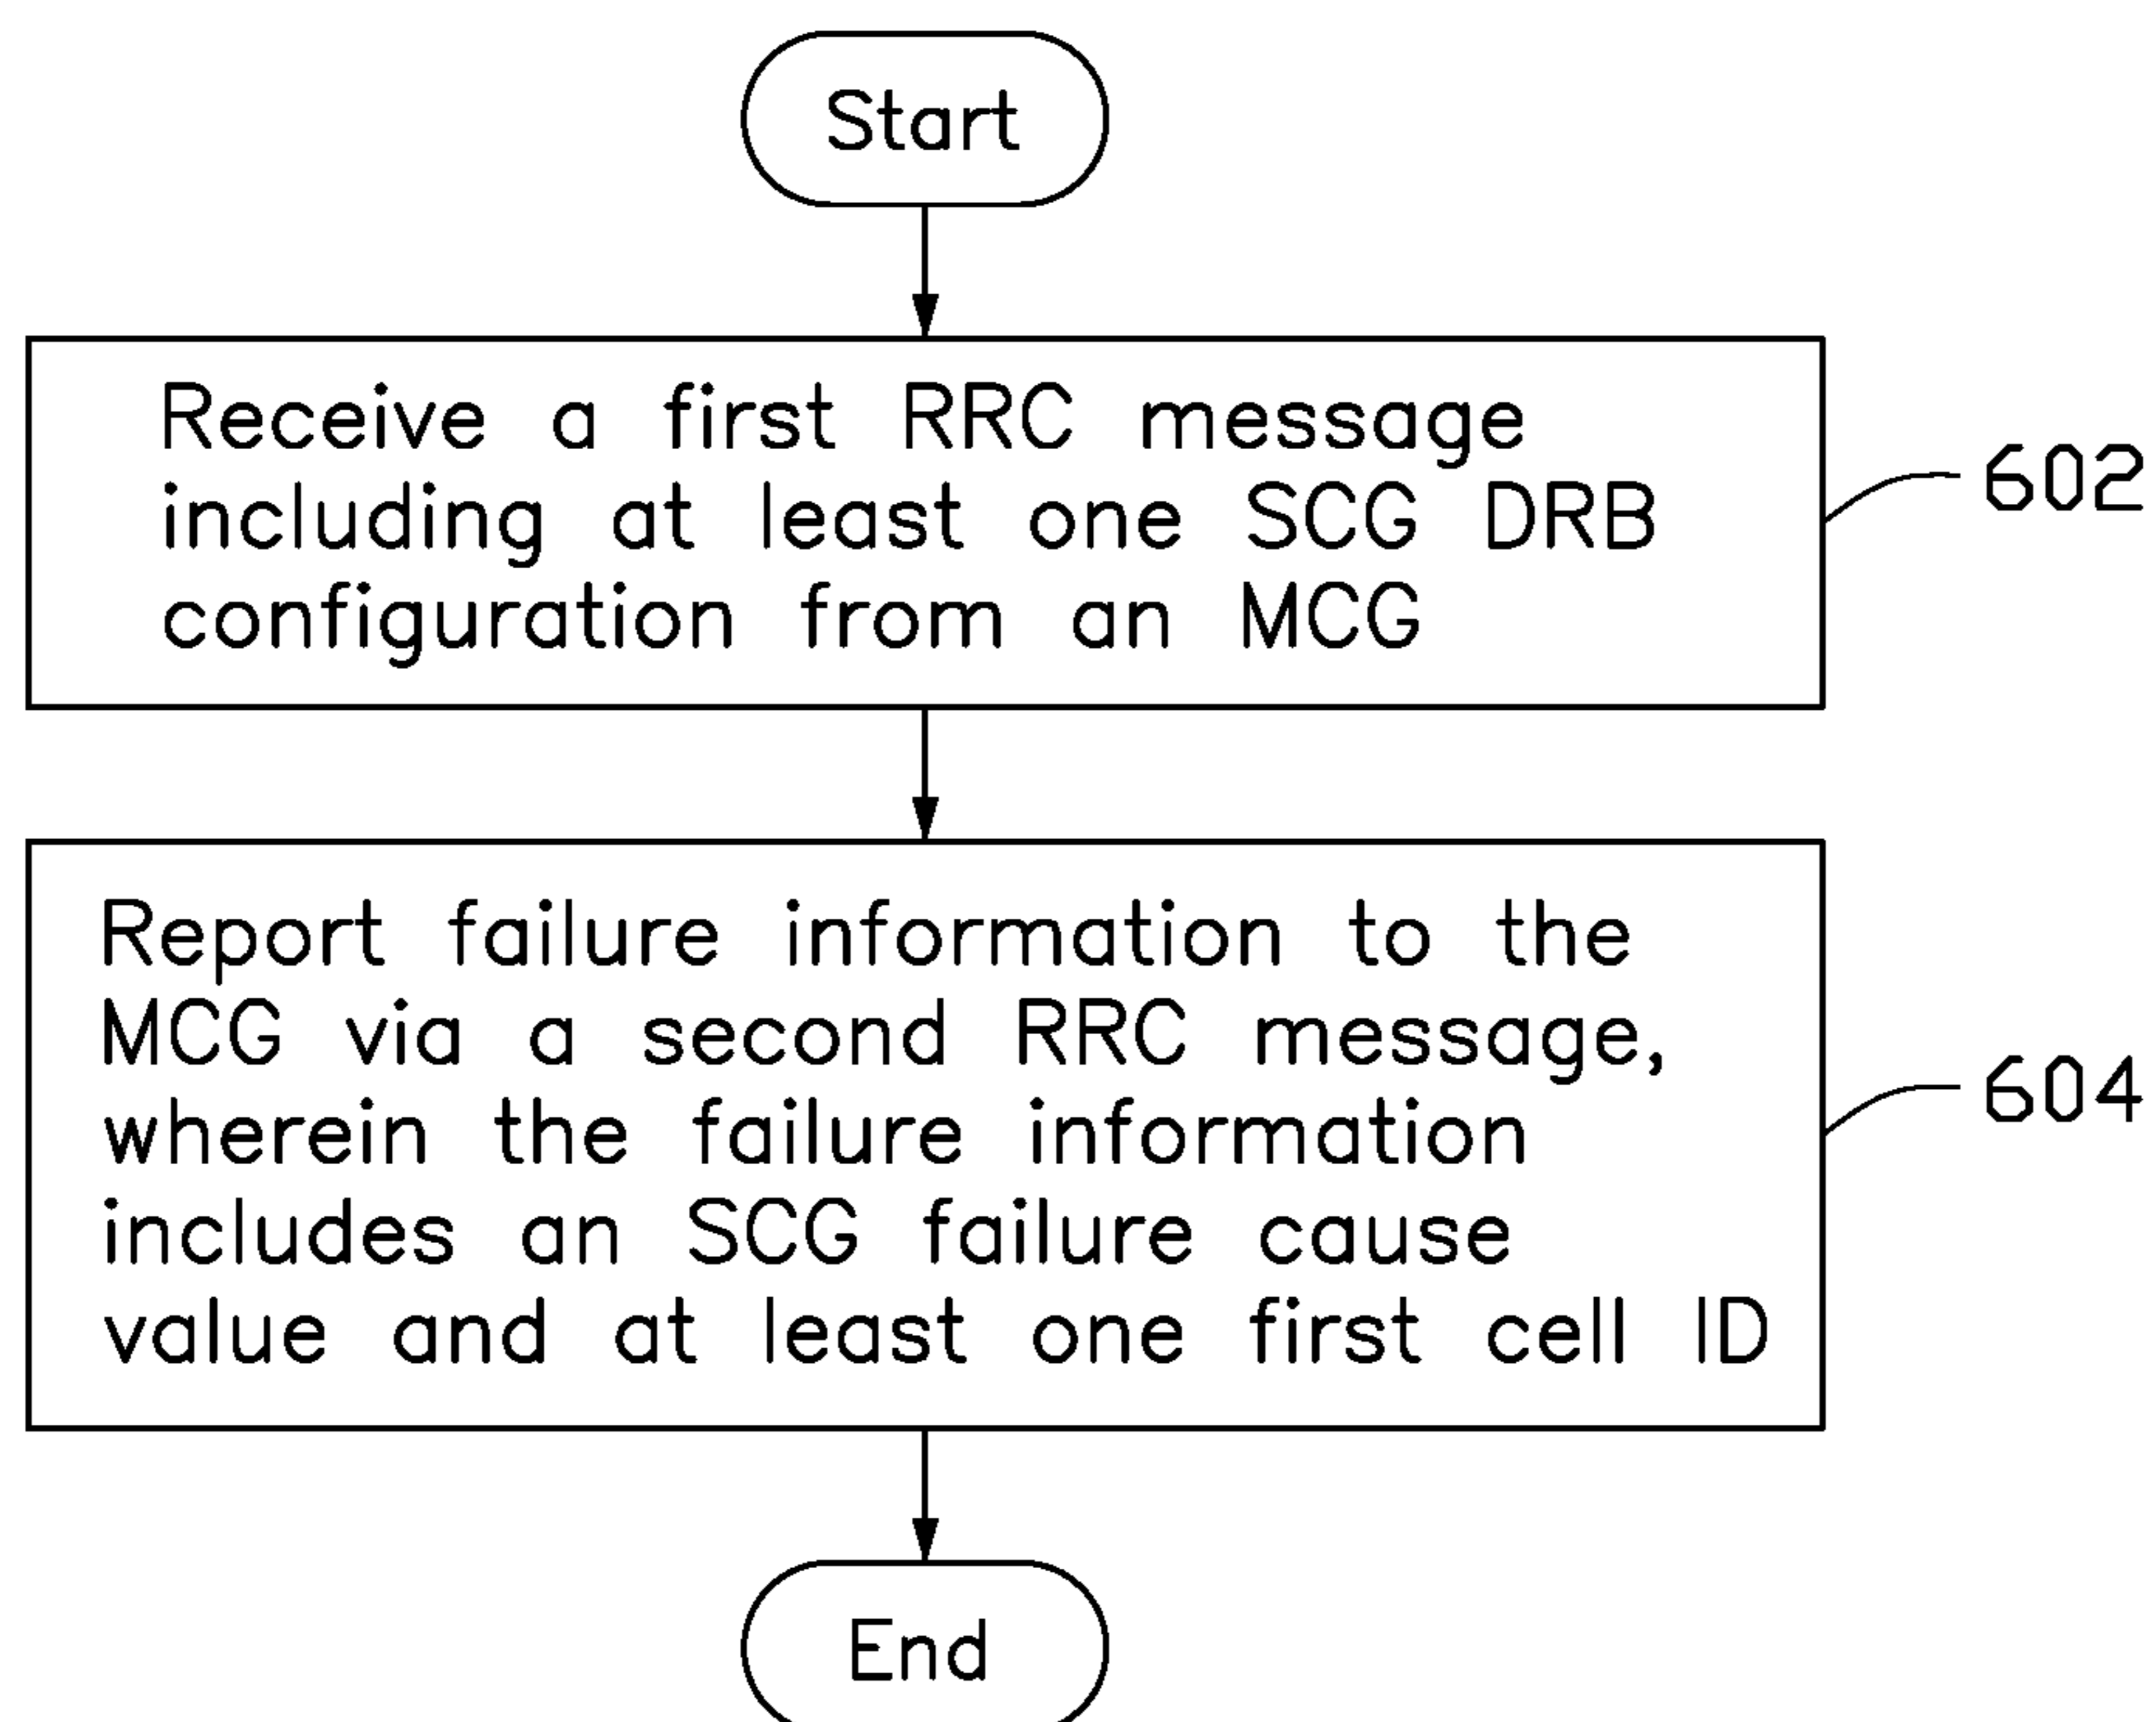 Start
Receive a first RRC message
including at least one SCG DRB
configuration from an MCG
602
Report failure information to the
MCG via a second RRC message,
wherein the failure information
includes an SCG failure cause
value and at least one first cell ID
604
End